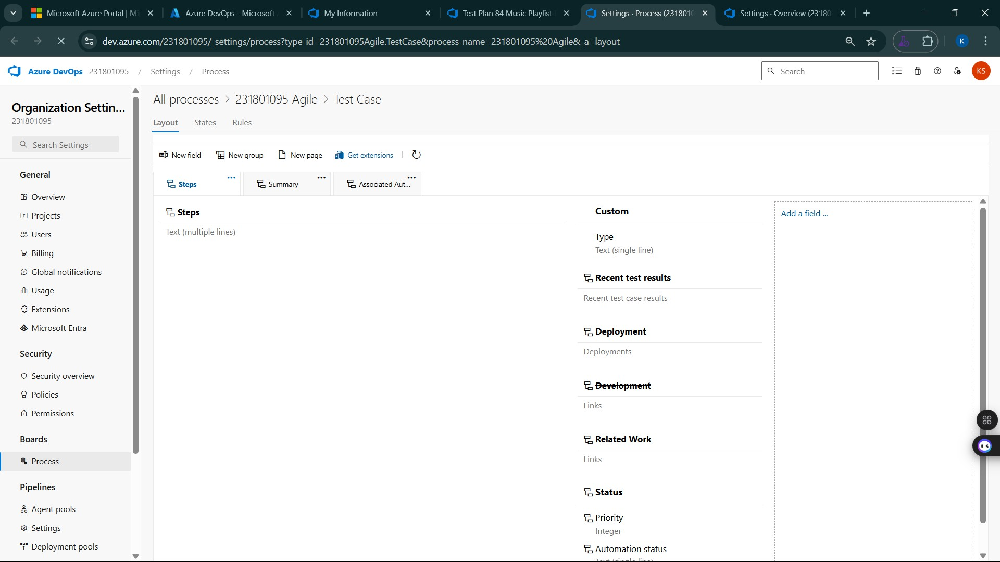 Microsoft Azure Portal | Mi
Azure DevOps - Microsoft
My Information
Test Plan 84 Music Playlist
Settings · Process (2318010
Settings · Overview (23180
dev.azure.com/231801095/_settings/process?type-id=231801095Agile.TestCase&process-name=231801095%20Agile&_a=layout
K
Azure DevOps 231801095 / Settings / Process
Search
KS
Organization Settin...
231801095
Search Settings
General
Overview
Projects
Users
Billing
Global notifications
Usage
Extensions
Microsoft Entra
Security
Security overview
Policies
Permissions
Boards
Process
Pipelines
Agent pools
Settings
Deployment pools
All processes > 231801095 Agile > Test Case
Layout States Rules
New field New group New page Get extensions
Steps ... Summary ... Associated Aut... ...
Steps
Text (multiple lines)
Custom
Type
Text (single line)
Recent test results
Recent test case results
Deployment
Deployments
Development
Links
Related Work
Links
Status
Priority
Integer
Automation status
Text (single line)
Add a field ...